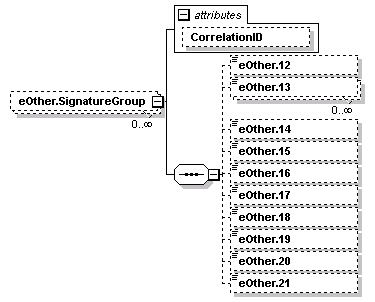 attributes
CorrelationID
eOther.12
eOther.13
eOther.SignatureGroup
0..∞
0..∞
eOther.14
eOther.15
eOther.16
eOther.17
eOther.18
eOther.19
eOther.20
eOther.21